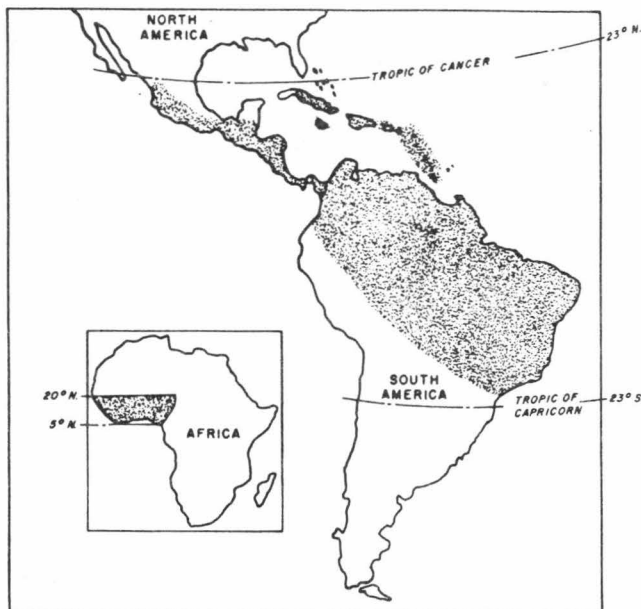 NORTH
AMERICA
23° N.
TROPIC OF CANCER
20° N.
5° N.
AFRICA
SOUTH
AMERICA
TROPIC OF
CAPRICORN
23° S.